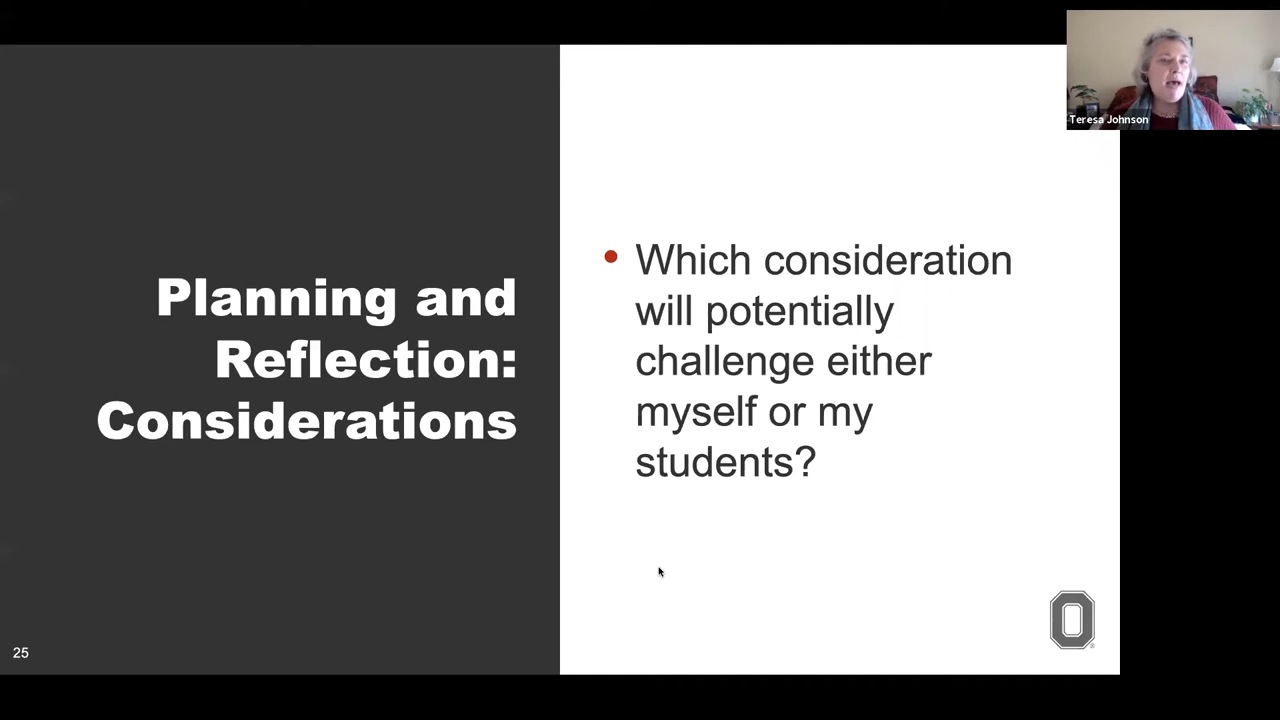 Teresa Johnson
Planning and
Reflection:
Considerations
• Which consideration
will potentially
challenge either
myself or my
students?
25
O